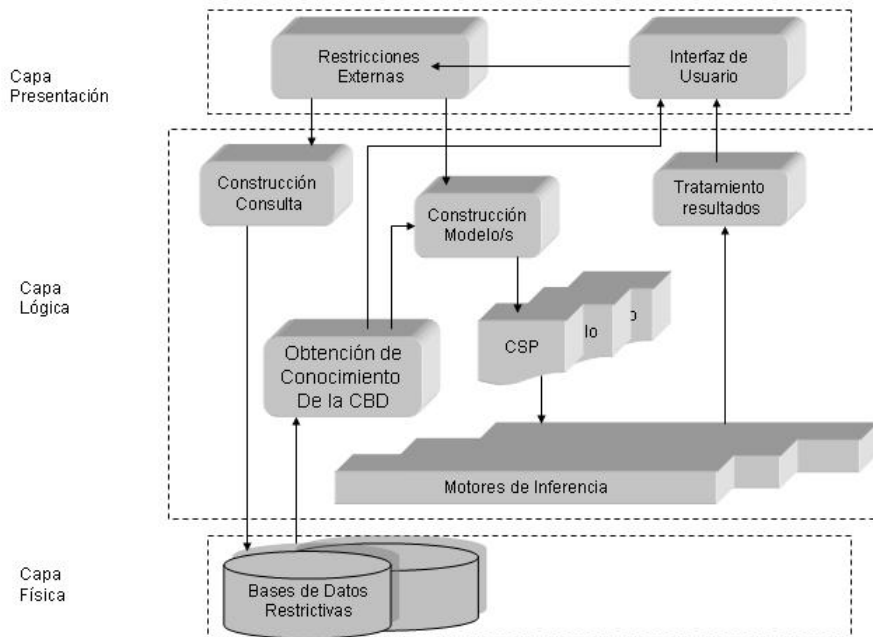 Capa
Presentación
Restricciones
Externas
Interfaz de
Usuario
Capa
Lógica
Construcción
Consulta
Construcción
Modelo/s
Tratamiento
resultados
CSP
lo
o
Obtención de
Conocimiento
De la CBD
Motores de Inferencia
Capa
Física
Bases de Datos
Restrictivas